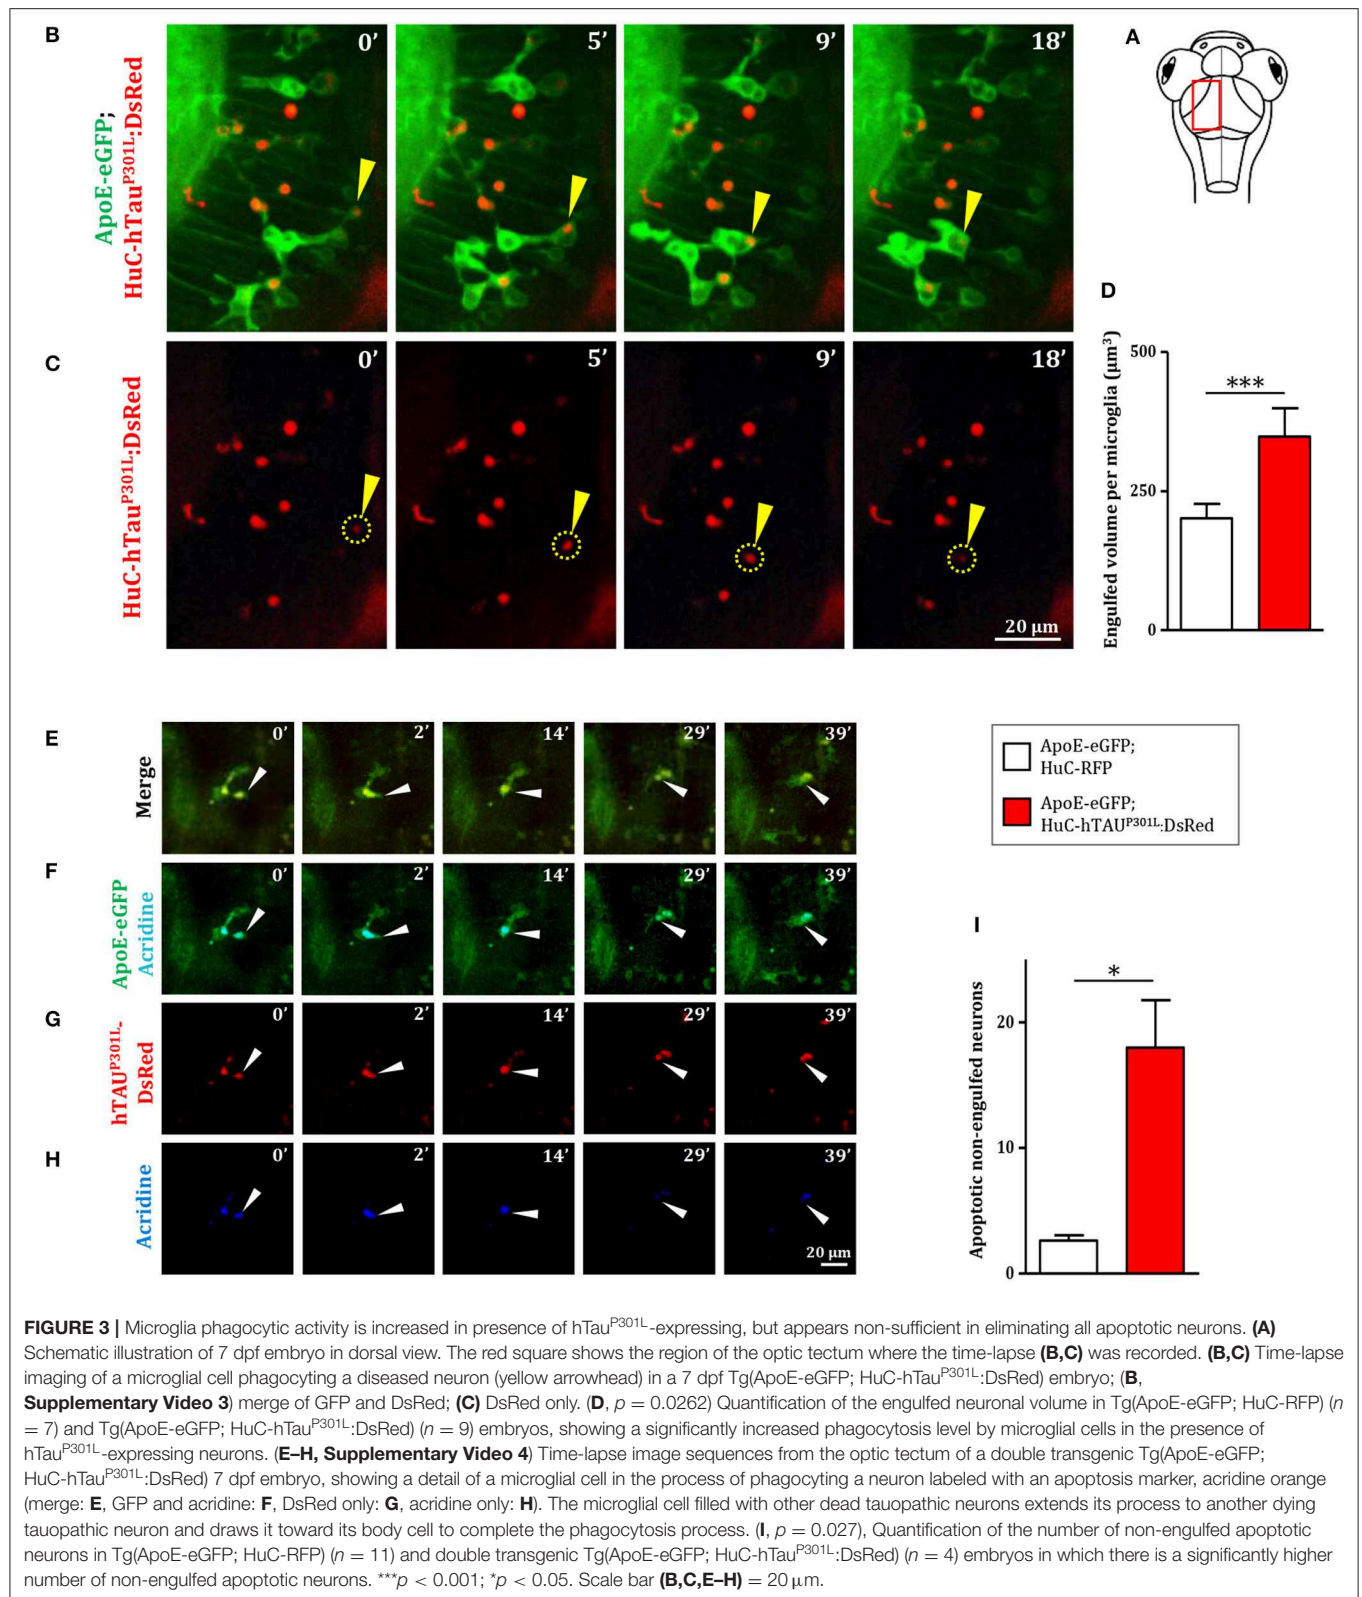 B
0’
5’
9’
18’
A
ApoE-eGFP;
HuC-hTauP301L:DsRed
C
0’
5’
9’
18’
HuC-hTauP301L:DsRed
20 µm
D
Engulfed volume per microglia (µm³)
500
250
0
***
E
Merge
0’
2’
14’
29’
39’
F
ApoE-eGFP
Acridine
0’
2’
14’
29’
39’
G
hTAUP301L-
DsRed
0’
2’
14’
29’
39’
H
Acridine
0’
2’
14’
29’
39’
20 µm
ApoE-eGFP;
HuC-RFP
ApoE-eGFP;
HuC-hTAUP301L:DsRed
I
Apoptotic non-engulfed neurons
20
10
0
*
FIGURE 3 | Microglia phagocytic activity is increased in presence of hTauP301L-expressing, but appears non-sufficient in eliminating all apoptotic neurons. (A)
Schematic illustration of 7 dpf embryo in dorsal view. The red square shows the region of the optic tectum where the time-lapse (B,C) was recorded. (B,C) Time-lapse
imaging of a microglial cell phagocyting a diseased neuron (yellow arrowhead) in a 7 dpf Tg(ApoE-eGFP; HuC-hTauP301L:DsRed) embryo; (B,
Supplementary Video 3) merge of GFP and DsRed; (C) DsRed only. (D, p = 0.0262) Quantification of the engulfed neuronal volume in Tg(ApoE-eGFP; HuC-RFP) (n
= 7) and Tg(ApoE-eGFP; HuC-hTauP301L:DsRed) (n = 9) embryos, showing a significantly increased phagocytosis level by microglial cells in the presence of
hTauP301L-expressing neurons. (E–H, Supplementary Video 4) Time-lapse image sequences from the optic tectum of a double transgenic Tg(ApoE-eGFP;
HuC-hTauP301L:DsRed) 7 dpf embryo, showing a detail of a microglial cell in the process of phagocyting a neuron labeled with an apoptosis marker, acridine orange
(merge: E, GFP and acridine: F, DsRed only: G, acridine only: H). The microglial cell filled with other dead tauopathic neurons extends its process to another dying
tauopathic neuron and draws it toward its body cell to complete the phagocytosis process. (I, p = 0.027), Quantification of the number of non-engulfed apoptotic
neurons in Tg(ApoE-eGFP; HuC-RFP) (n = 11) and double transgenic Tg(ApoE-eGFP; HuC-hTauP301L:DsRed) (n = 4) embryos in which there is a significantly higher
number of non-engulfed apoptotic neurons. ***p < 0.001; *p < 0.05. Scale bar (B,C,E–H) = 20 µm.